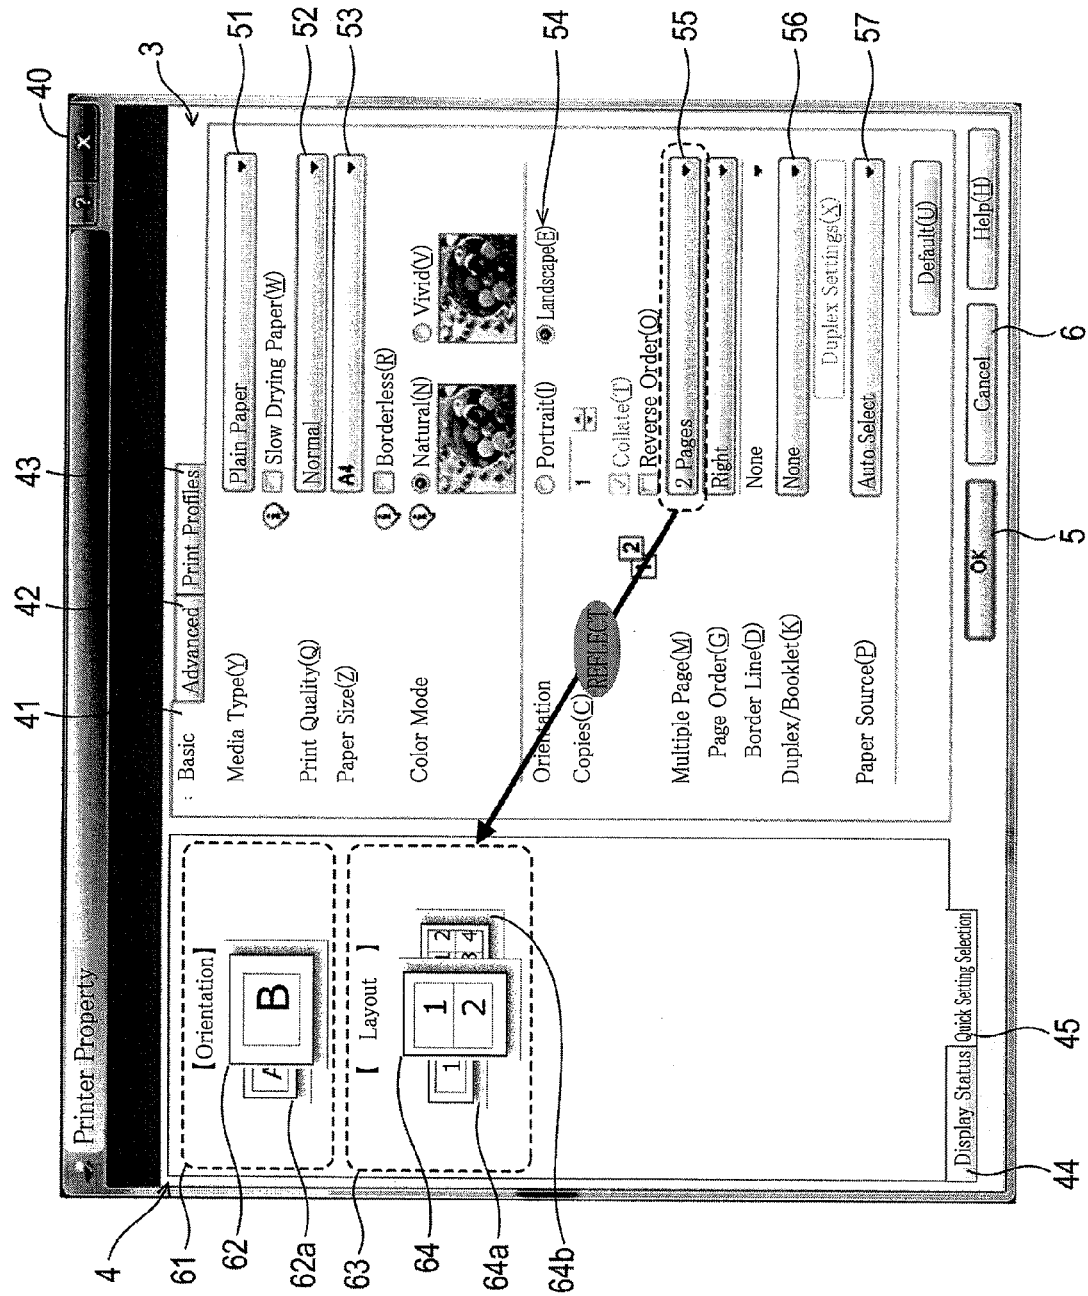 40
Printer Property
?
x
3
4
41
42
43
Basic
Advanced
Print Profiles
Media Type(Y)
Plain Paper
51
Slow Drying Paper(W)
Print Quality(Q)
Normal
52
Paper Size(Z)
A4
53
Borderless(R)
Color Mode
Natural(N)
Vivid(V)
Orientation
Portrait(I)
Landscape(E)
54
Copies(C)
1
REFLECT
1 2
Collate(T)
Reverse Order(O)
Multiple Page(M)
2 Pages
55
Page Order(G)
Right
Border Line(D)
None
Duplex/Booklet(K)
None
56
Duplex Settings(X)
Paper Source(P)
Auto Select
57
Default(U)
OK
Cancel
Help(H)
5
6
61
[Orientation]
62
A
B
62a
63
[ Layout ]
64
1
1
2
1 2
3 4
64a
64b
Display Status
Quick Setting Selection
44
45